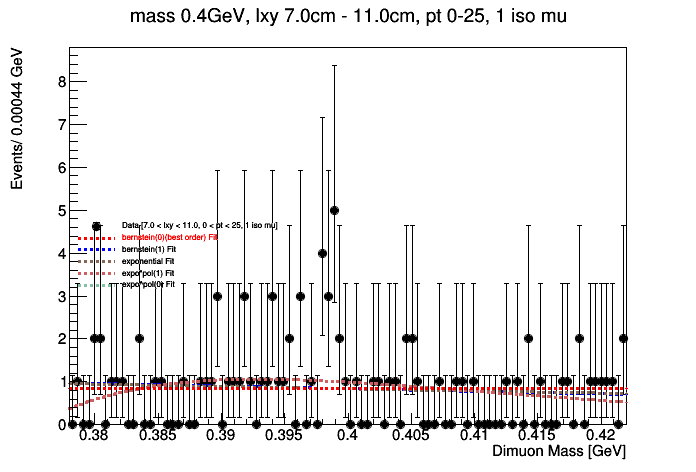 mass 0.4GeV, lxy 7.0cm - 11.0cm, pt 0-25, 1 iso mu
Events/ 0.00044 GeV
8
7
6
5
4
3
2
1
0
Data [7.0 < lxy < 11.0, 0 < pt < 25, 1 iso mu]
bernstein(0)(best order) Fit
bernstein(1) Fit
exponential Fit
expo*pol(1) Fit
expo*pol(0) Fit
0.38 0.385 0.39 0.395 0.4 0.405 0.41 0.415 0.42
Dimuon Mass [GeV]